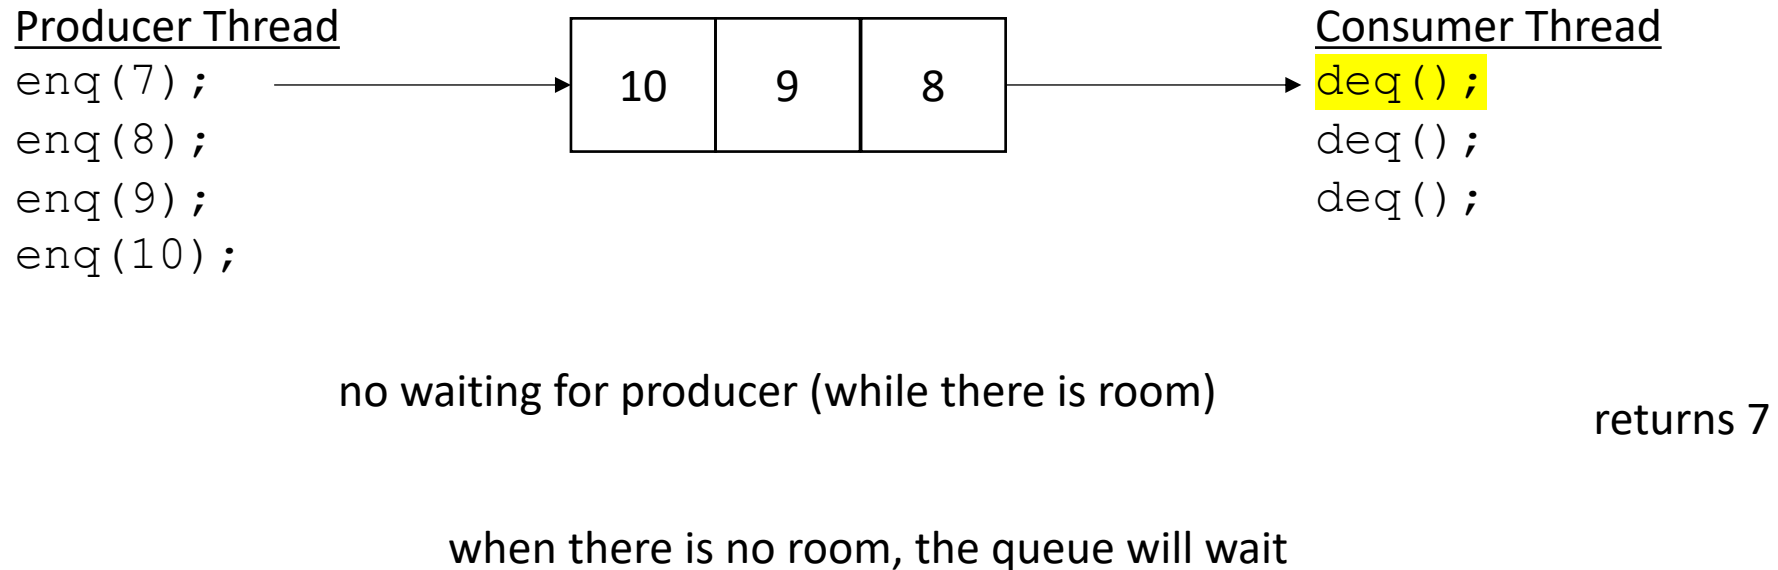 Producer Thread
enq(7);
enq(8);
enq(9);
enq(10);
10 9 8
Consumer Thread
deq();
deq();
deq();
no waiting for producer (while there is room)
returns 7
when there is no room, the queue will wait